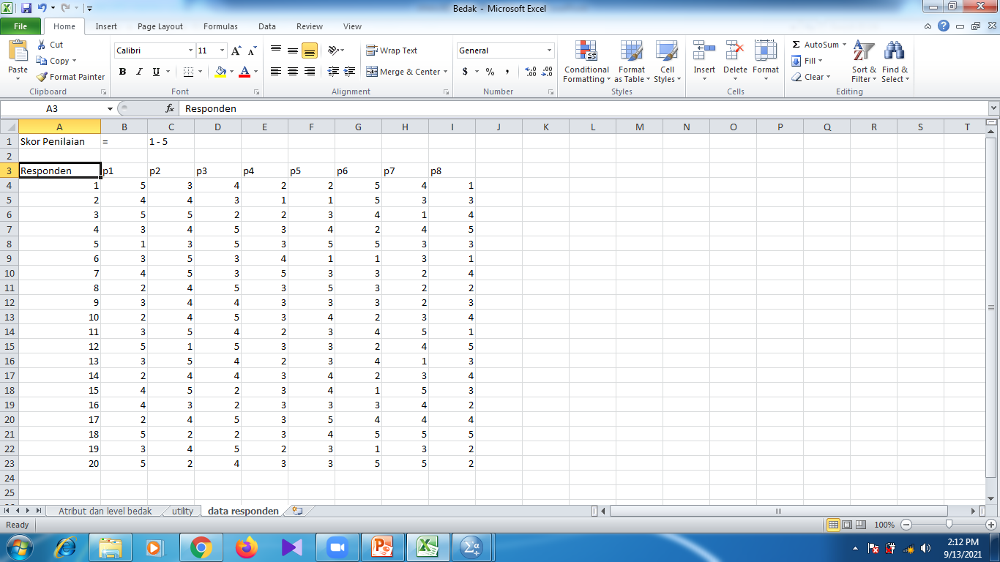 Bedak - Microsoft Excel
File Home Insert Page Layout Formulas Data Review View
Paste Cut Copy Format Painter Clipboard
Calibri 11 A A B I U A Font
Wrap Text Merge & Center Alignment
General $ % , .0 .00 .00 .0 Number
Conditional Formatting Format as Table Cell Styles Styles
Insert Delete Format Cells
Σ AutoSum Fill Clear Sort & Filter Find & Select Editing
A3 fx Responden
A B C D E F G H I J K L M N O P Q R S T
1 Skor Penilaian = 1 - 5
2
3 Responden p1 p2 p3 p4 p5 p6 p7 p8
4 1 5 3 4 2 2 5 4 1
5 2 4 4 3 1 1 5 3 3
6 3 5 5 2 2 3 4 1 4
7 4 3 4 5 3 4 2 4 5
8 5 1 3 5 3 5 5 3 3
9 6 3 5 3 4 1 1 3 1
10 7 4 5 3 5 3 3 2 4
11 8 2 4 5 3 5 3 2 2
12 9 3 4 4 3 3 3 2 3
13 10 2 4 5 3 4 2 3 4
14 11 3 5 4 2 3 4 5 1
15 12 5 1 5 3 3 2 4 5
16 13 3 5 4 2 3 4 1 3
17 14 2 4 4 3 4 2 3 4
18 15 4 5 2 3 4 1 5 3
19 16 4 3 2 3 3 3 4 2
20 17 2 4 5 3 5 4 4 4
21 18 5 2 2 3 4 5 5 5
22 19 3 4 5 2 3 1 3 2
23 20 5 2 4 3 3 5 5 2
24
25
Atribut dan level bedak utility data responden
Ready 100%
2:12 PM
9/13/2021